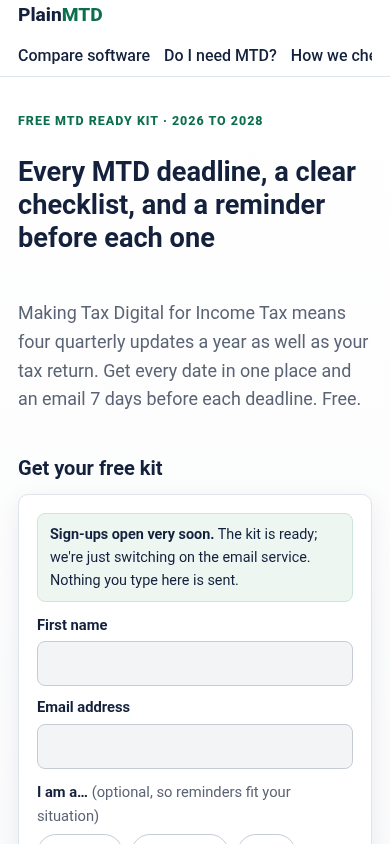 PlainMTD
Compare software Do I need MTD? How we che
FREE MTD READY KIT · 2026 TO 2028
Every MTD deadline, a clear
checklist, and a reminder
before each one
Making Tax Digital for Income Tax means
four quarterly updates a year as well as your
tax return. Get every date in one place and
an email 7 days before each deadline. Free.
Get your free kit
Sign-ups open very soon. The kit is ready;
we're just switching on the email service.
Nothing you type here is sent.
First name
Email address
I am a… (optional, so reminders fit your
situation)